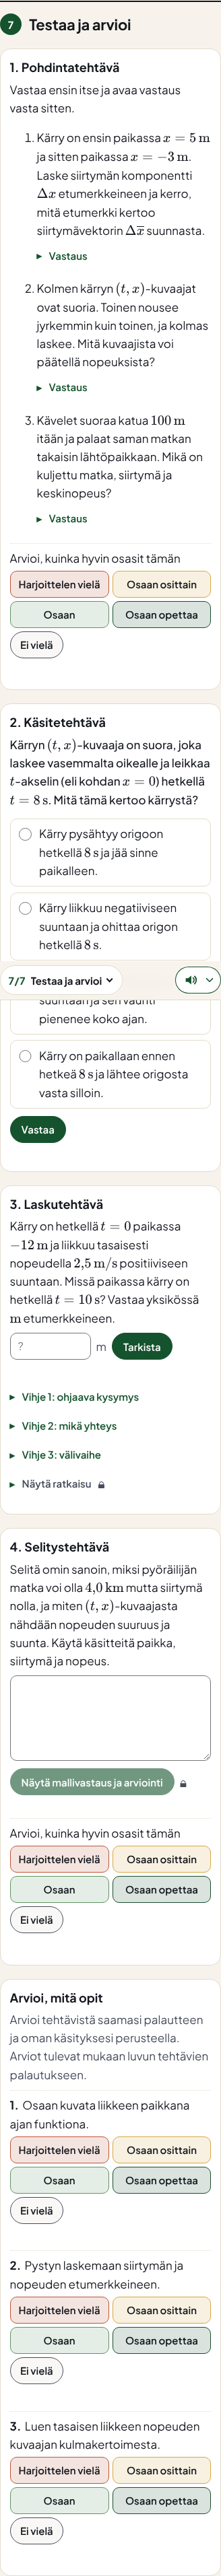 7 Testaa ja arvioi
1. Pohdintatehtävä
Vastaa ensin itse ja avaa vastaus
vasta sitten.
1. Kärry on ensin paikassa x = 5 m
ja sitten paikassa x = −3 m.
Laske siirtymän komponentti
Δx etumerkkeineen ja kerro,
mitä etumerkki kertoo
siirtymävektorin Δx̅ suunnasta.
▸ Vastaus
2. Kolmen kärryn (t, x)-kuvaajat
ovat suoria. Toinen nousee
jyrkemmin kuin toinen, ja kolmas
laskee. Mitä kuvaajista voi
päätellä nopeuksista?
▸ Vastaus
3. Kävelet suoraa katua 100 m
itään ja palaat saman matkan
takaisin lähtöpaikkaan. Mikä on
kuljettu matka, siirtymä ja
keskinopeus?
▸ Vastaus
Arvioi, kuinka hyvin osasit tämän
Harjoittelen vielä Osaan osittain
Osaan Osaan opettaa
Ei vielä
2. Käsitetehtävä
Kärryn (t, x)-kuvaaja on suora, joka
laskee vasemmalta oikealle ja leikkaa
t-akselin (eli kohdan x = 0) hetkellä
t = 8 s. Mitä tämä kertoo kärrystä?
Kärry pysähtyy origoon
hetkellä 8 s ja jää sinne
paikalleen.
Kärry liikkuu negatiiviseen
suuntaan ja ohittaa origon
hetkellä 8 s.
7/7 Testaa ja arvioi
suuntaan ja sen vauhti
pienenee koko ajan.
Kärry on paikallaan ennen
hetkeä 8 s ja lähtee origosta
vasta silloin.
Vastaa
3. Laskutehtävä
Kärry on hetkellä t = 0 paikassa
−12 m ja liikkuu tasaisesti
nopeudella 2,5 m/s positiiviseen
suuntaan. Missä paikassa kärry on
hetkellä t = 10 s? Vastaa yksikössä
m etumerkkeineen.
? m Tarkista
▸ Vihje 1: ohjaava kysymys
▸ Vihje 2: mikä yhteys
▸ Vihje 3: välivaihe
▸ Näytä ratkaisu
4. Selitystehtävä
Selitä omin sanoin, miksi pyöräilijän
matka voi olla 4,0 km mutta siirtymä
nolla, ja miten (t, x)-kuvaajasta
nähdään nopeuden suuruus ja
suunta. Käytä käsitteitä paikka,
siirtymä ja nopeus.
Näytä mallivastaus ja arviointi
Arvioi, kuinka hyvin osasit tämän
Harjoittelen vielä Osaan osittain
Osaan Osaan opettaa
Ei vielä
Arvioi, mitä opit
Arvioi tehtävistä saamasi palautteen
ja oman käsityksesi perusteella.
Arviot tulevat mukaan luvun tehtävien
palautukseen.
1. Osaan kuvata liikkeen paikkana
ajan funktiona.
Harjoittelen vielä Osaan osittain
Osaan Osaan opettaa
Ei vielä
2. Pystyn laskemaan siirtymän ja
nopeuden etumerkkeineen.
Harjoittelen vielä Osaan osittain
Osaan Osaan opettaa
Ei vielä
3. Luen tasaisen liikkeen nopeuden
kuvaajan kulmakertoimesta.
Harjoittelen vielä Osaan osittain
Osaan Osaan opettaa
Ei vielä